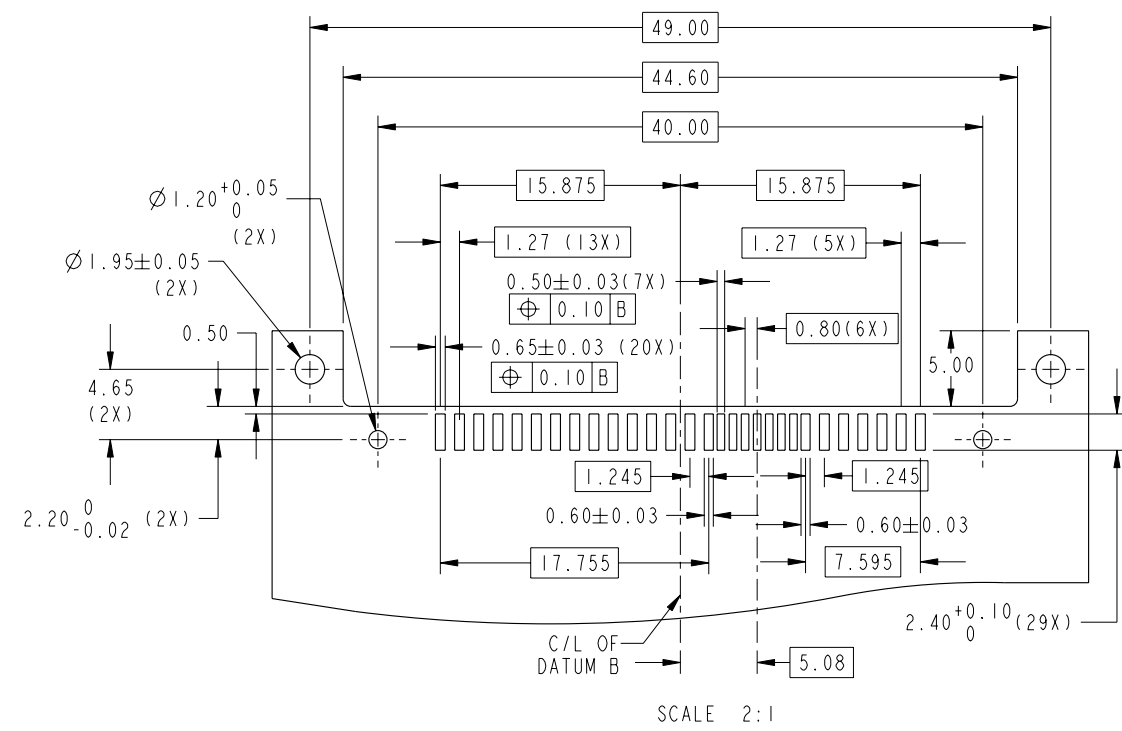 49.00
44.60
40.00
15.875
15.875
Ø1.20 +0.05
0
(2X)
1.27 (13X)
1.27 (5X)
Ø1.95±0.05
(2X)
0.50±0.03(7X)
⌖ 0.10 B
0.80(6X)
0.50
0.65±0.03 (20X)
⌖ 0.10 B
5.00
4.65
(2X)
1.245
1.245
2.20 0 (2X)
-0.02
0.60±0.03
0.60±0.03
17.755
7.595
2.40 +0.10 (29X)
0
C/L OF
DATUM B
5.08
SCALE 2:1